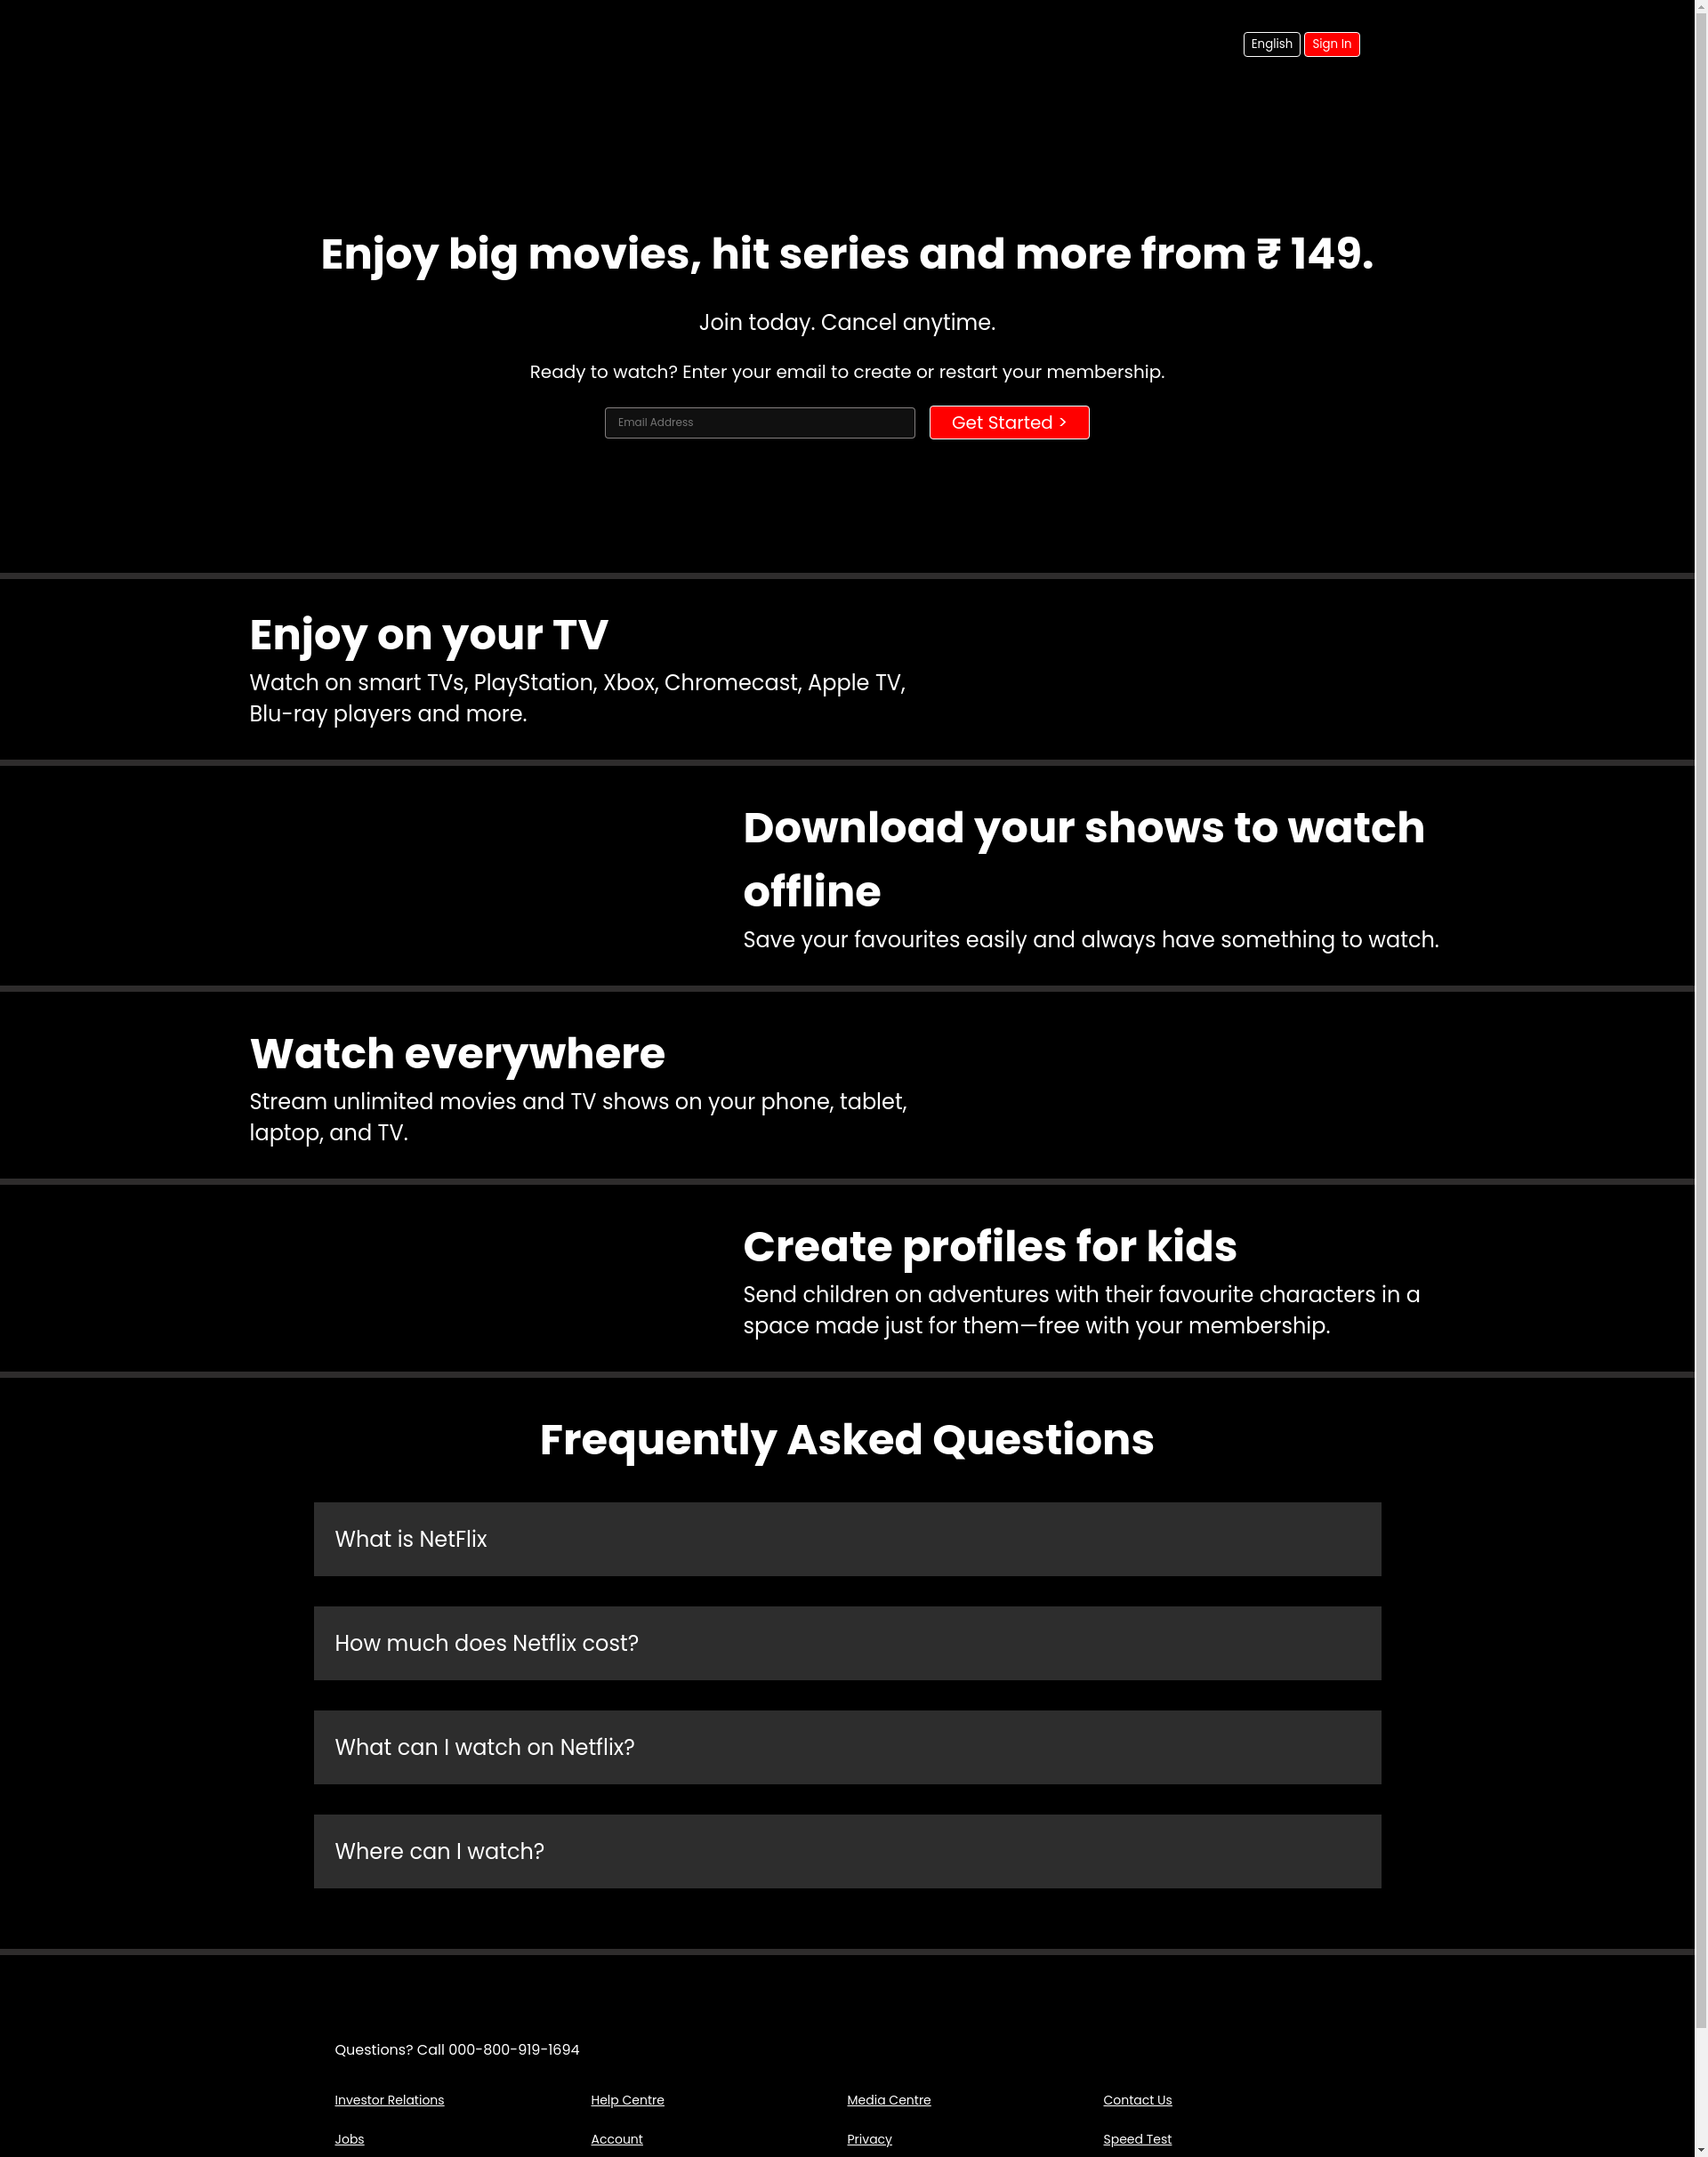 English Sign In
Enjoy big movies, hit series and more from ₹ 149.
Join today. Cancel anytime.
Ready to watch? Enter your email to create or restart your membership.
Email Address Get Started >
Enjoy on your TV
Watch on smart TVs, PlayStation, Xbox, Chromecast, Apple TV,
Blu-ray players and more.
Download your shows to watch
offline
Save your favourites easily and always have something to watch.
Watch everywhere
Stream unlimited movies and TV shows on your phone, tablet,
laptop, and TV.
Create profiles for kids
Send children on adventures with their favourite characters in a
space made just for them—free with your membership.
Frequently Asked Questions
What is NetFlix
How much does Netflix cost?
What can I watch on Netflix?
Where can I watch?
Questions? Call 000-800-919-1694
Investor Relations Help Centre Media Centre Contact Us
Jobs Account Privacy Speed Test